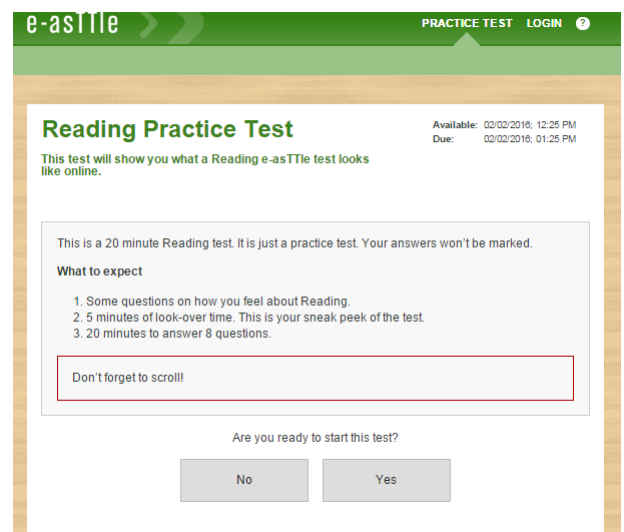 e-asTTle
PRACTICE TEST LOGIN ?
Reading Practice Test
Available: 02/02/2016; 12:25 PM
Due: 02/02/2016; 01:25 PM
This test will show you what a Reading e-asTTle test looks
like online.
This is a 20 minute Reading test. It is just a practice test. Your answers won't be marked.
What to expect
1. Some questions on how you feel about Reading.
2. 5 minutes of look-over time. This is your sneak peek of the test.
3. 20 minutes to answer 8 questions.
Don't forget to scroll!
Are you ready to start this test?
No Yes